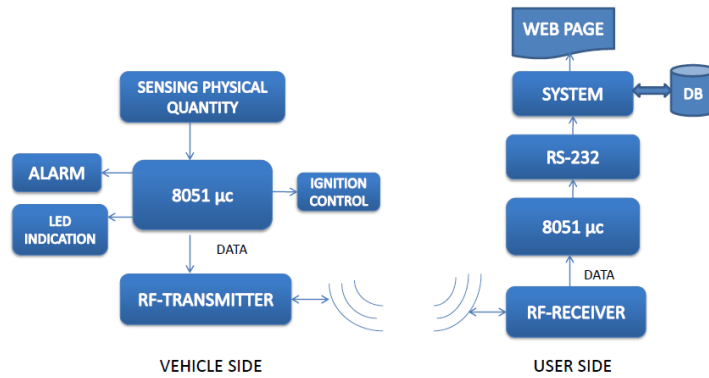 SENSING PHYSICAL
QUANTITY
ALARM
8051 µc
IGNITION
CONTROL
LED
INDICATION
DATA
RF-TRANSMITTER
VEHICLE SIDE
WEB PAGE
SYSTEM
DB
RS-232
8051 µc
DATA
RF-RECEIVER
USER SIDE